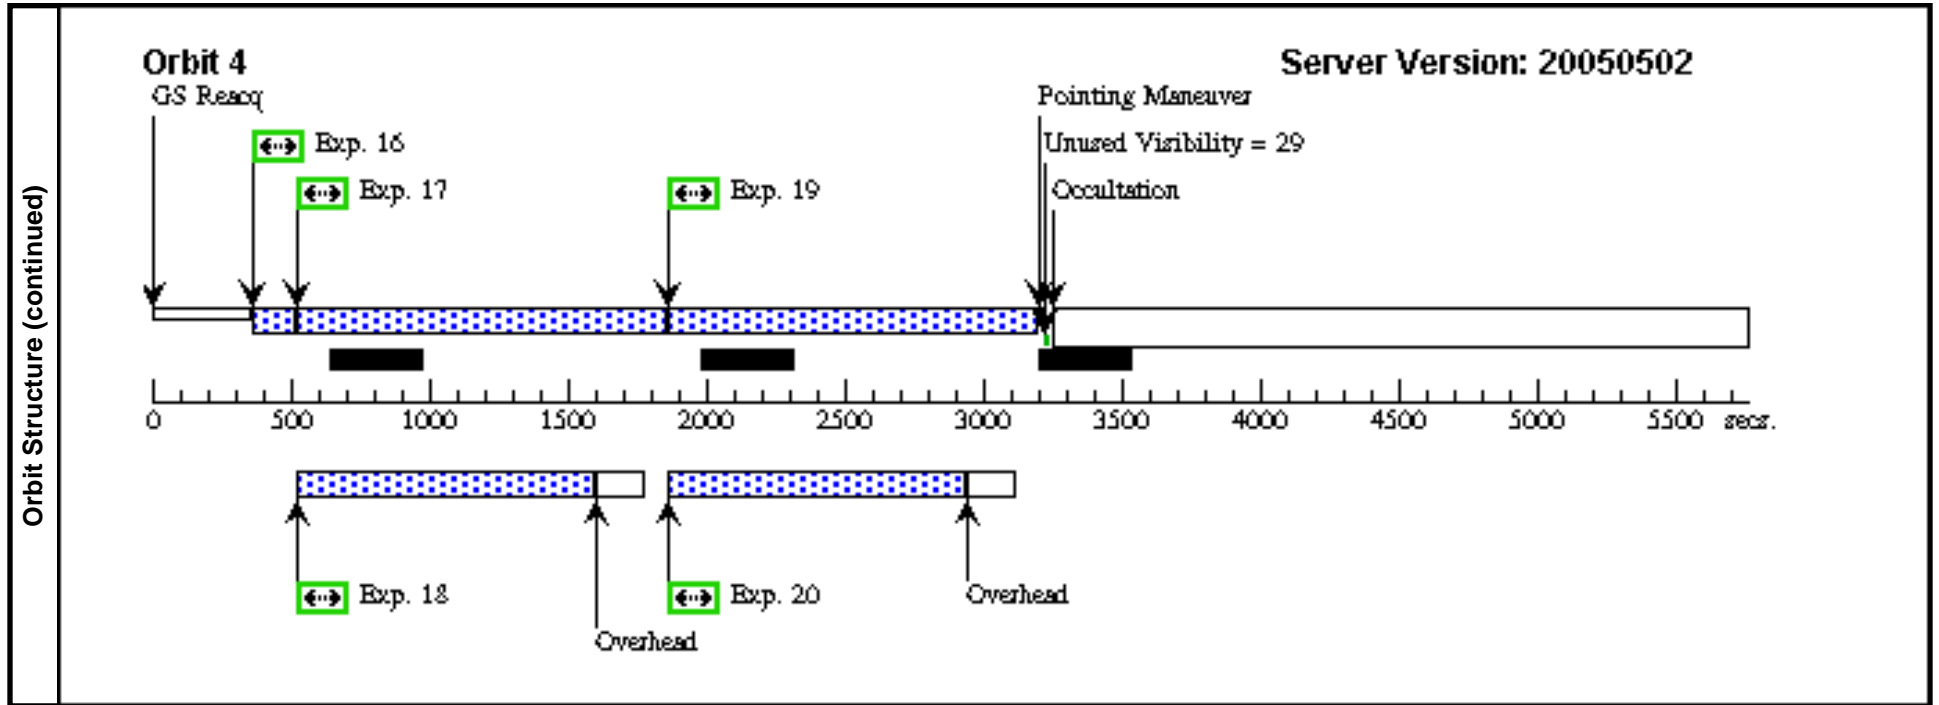 Orbit Structure (continued)
Orbit 4
Server Version: 20050502
GS Reacq
Pointing Maneuver
Exp. 16
Unused Visibility = 29
Exp. 17
Exp. 19
Occultation
0 500 1000 1500 2000 2500 3000 3500 4000 4500 5000 5500 secs.
Exp. 18
Exp. 20
Overhead
Overhead